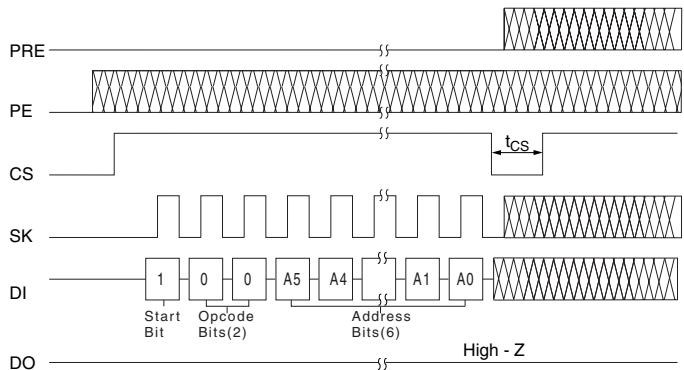 PRE
PE
CS
tCS
SK
DI
1 0 0 A5 A4 A1 A0
Start Bit
Opcode Bits(2)
Address Bits(6)
DO
High - Z